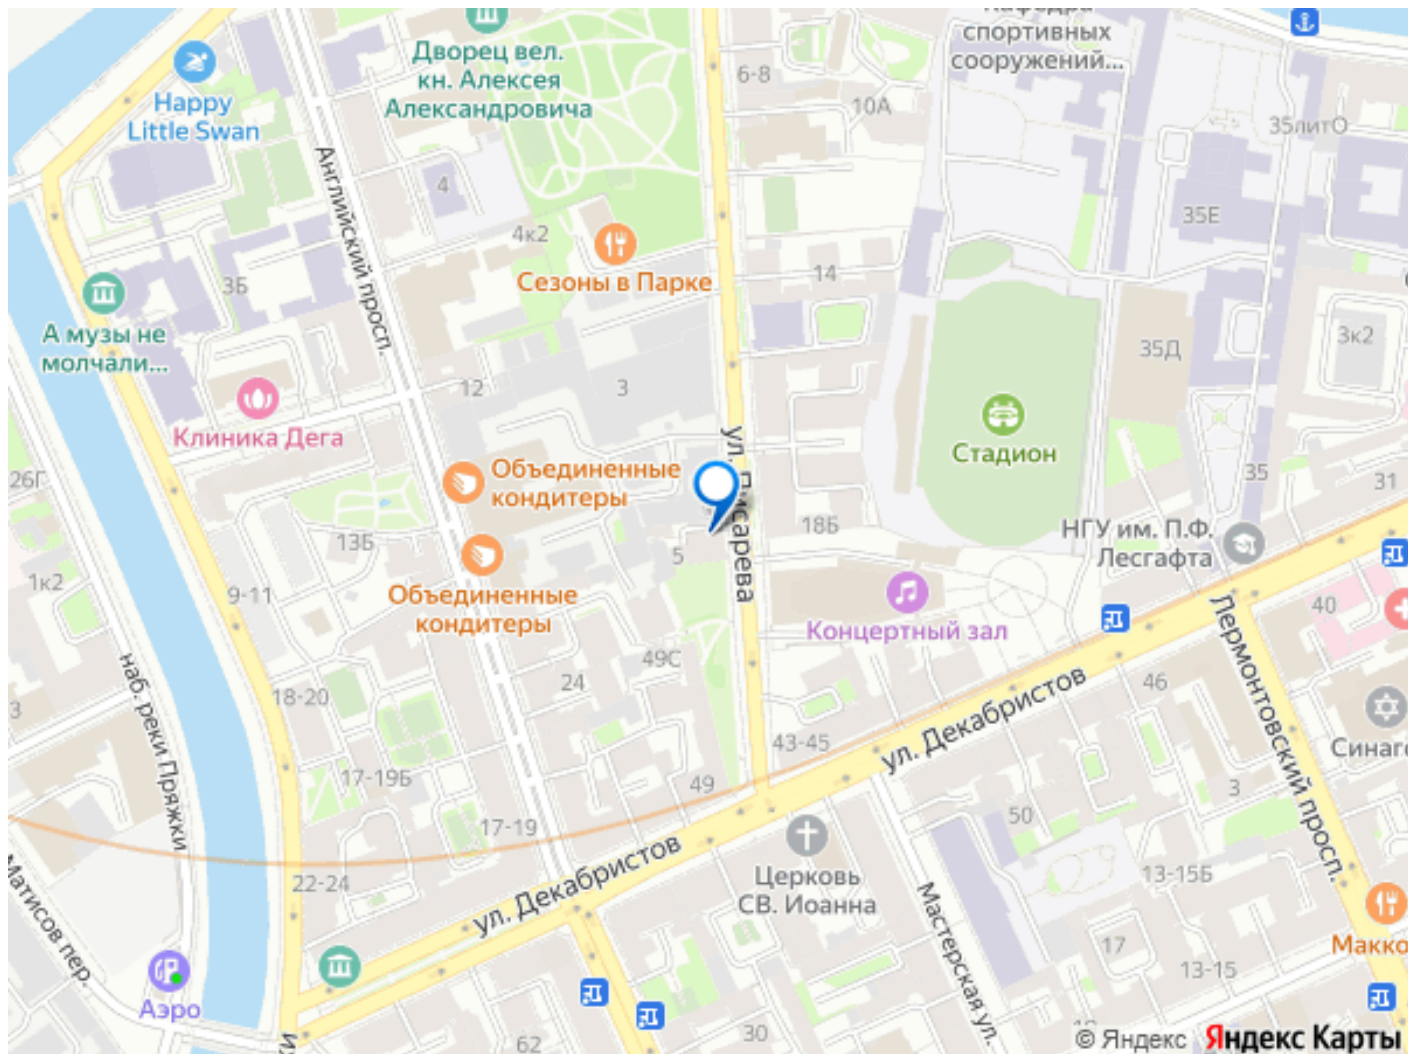 Кафедра
спортивных
сооружений...
Дворец вел.
кн. Алексея
Александровича
6-8
10А
Happy
Little Swan
35литО
Английский просп.
4
35Е
4к2
14
Сезоны в Парке
3Б
А музы не
молчали...
3к2
35Д
12
3
Клиника Дега
ул. Писарева
Стадион
Объединенные
кондитеры
26Г
35
31
18Б
НГУ им. П.Ф.
Лесгафта
13Б
5
1к2
9-11
Объединенные
кондитеры
40
Концертный зал
Лермонтовский просп.
наб. реки Пряжки
49С
24
46
18-20
3
ул. Декабристов
43-45
Синаг
17-19Б
49
3
50
17-19
ул. Декабристов
Церковь
СВ. Иоанна
22-24
13-15Б
Матисов пер.
Мастерская ул.
17
Макко
13-15
Аэро
30
62
© Яндекс Яндекс Карты